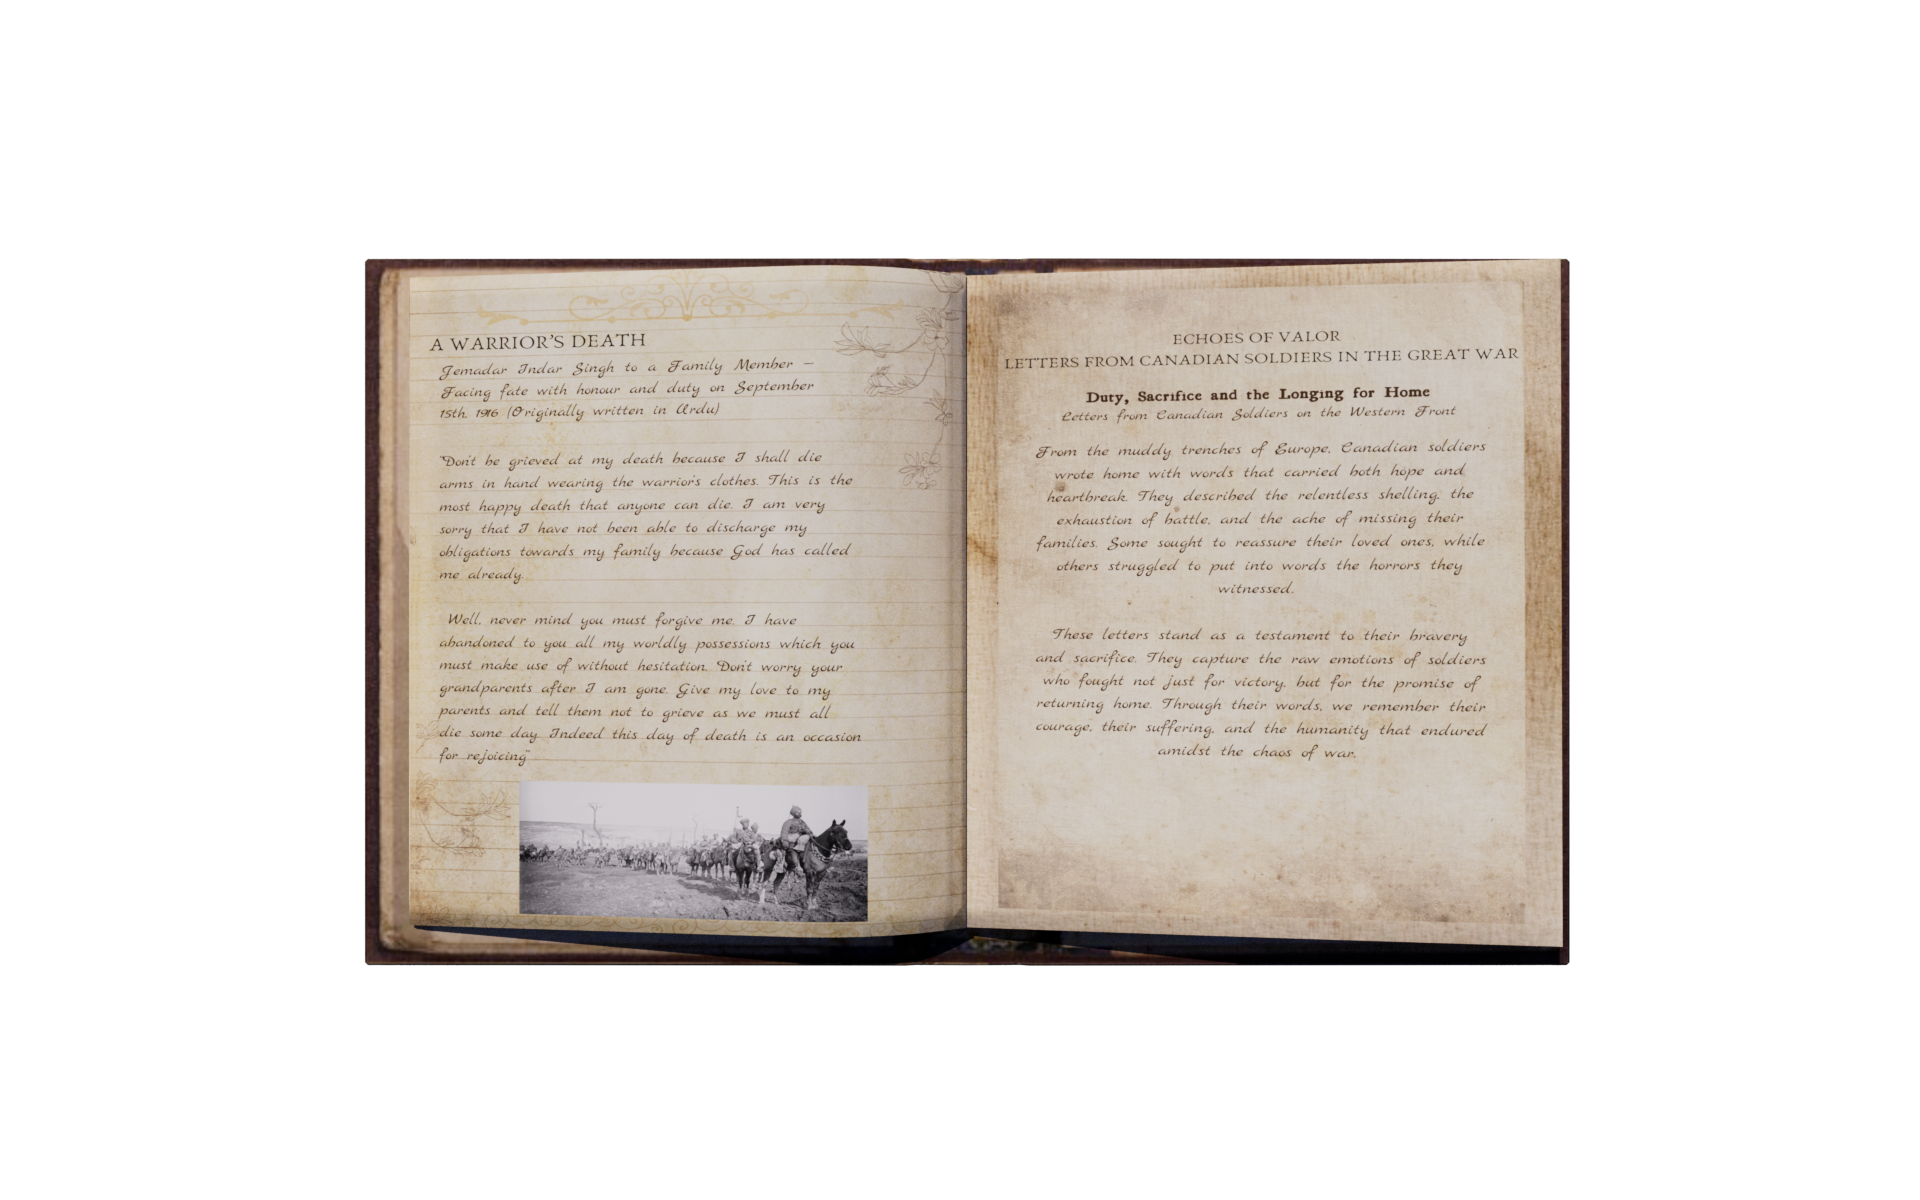 A WARRIOR'S DEATH
Jemadar Indar Singh to a Family Member –
Facing fate with honour and duty on September
15th, 1916 (Originally written in Urdu)
"Don't be grieved at my death because I shall die
arms in hand wearing the warrior's clothes. This is the
most happy death that anyone can die. I am very
sorry that I have not been able to discharge my
obligations towards my family because God has called
me already.
Well, never mind you must forgive me. I have
abandoned to you all my worldly possessions which you
must make use of without hesitation. Don't worry your
grandparents after I am gone. Give my love to my
parents and tell them not to grieve as we must all
die some day. Indeed this day of death is an occasion
for rejoicing"
ECHOES OF VALOR
LETTERS FROM CANADIAN SOLDIERS IN THE GREAT WAR
Duty, Sacrifice and the Longing for Home
Letters from Canadian Soldiers on the Western Front
From the muddy trenches of Europe, Canadian soldiers
wrote home with words that carried both hope and
heartbreak. They described the relentless shelling, the
exhaustion of battle, and the ache of missing their
families. Some sought to reassure their loved ones, while
others struggled to put into words the horrors they
witnessed.
These letters stand as a testament to their bravery
and sacrifice. They capture the raw emotions of soldiers
who fought not just for victory, but for the promise of
returning home. Through their words, we remember their
courage, their suffering, and the humanity that endured
amidst the chaos of war.